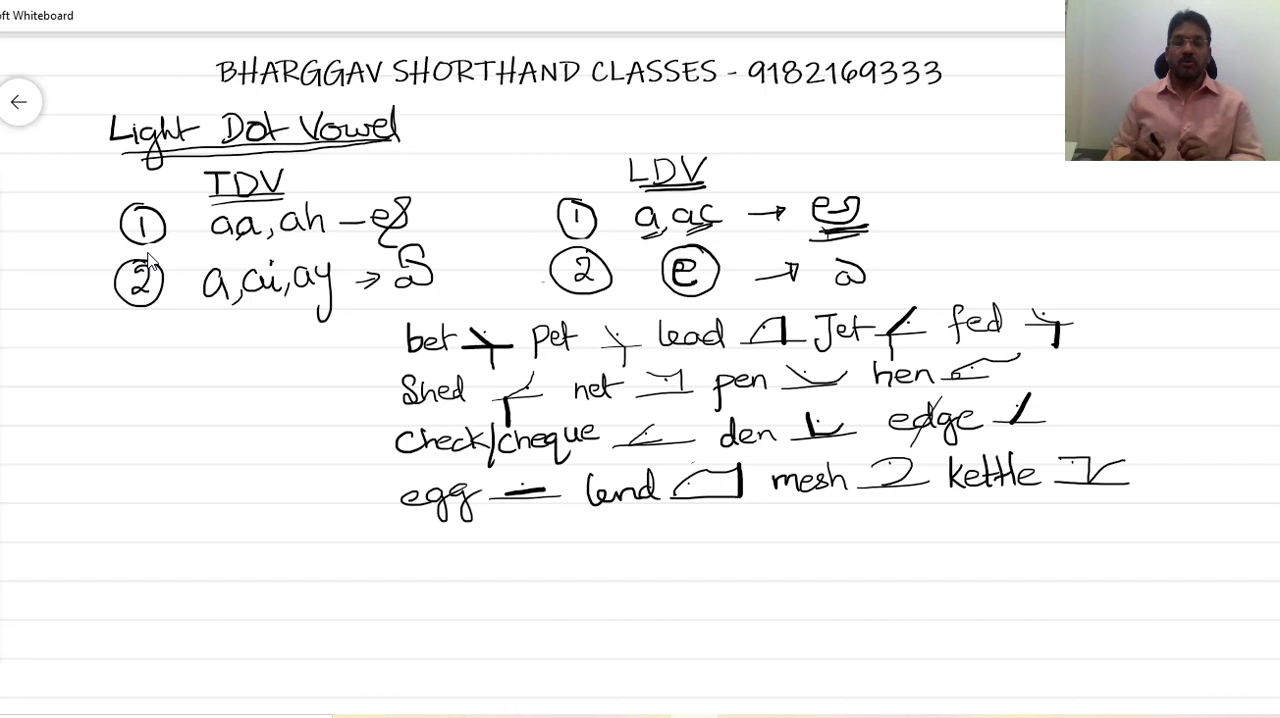 oft Whiteboard
BHARGGAV SHORTHAND CLASSES - 9182169333
Light Dot Vowel
TDV
LDV
① aa, ah –
① a, ac →
② a, ai, ay →
② e →
bet pet lead Jet fed
Shed net pen hen
Check/cheque den edge
egg lend mesh kettle